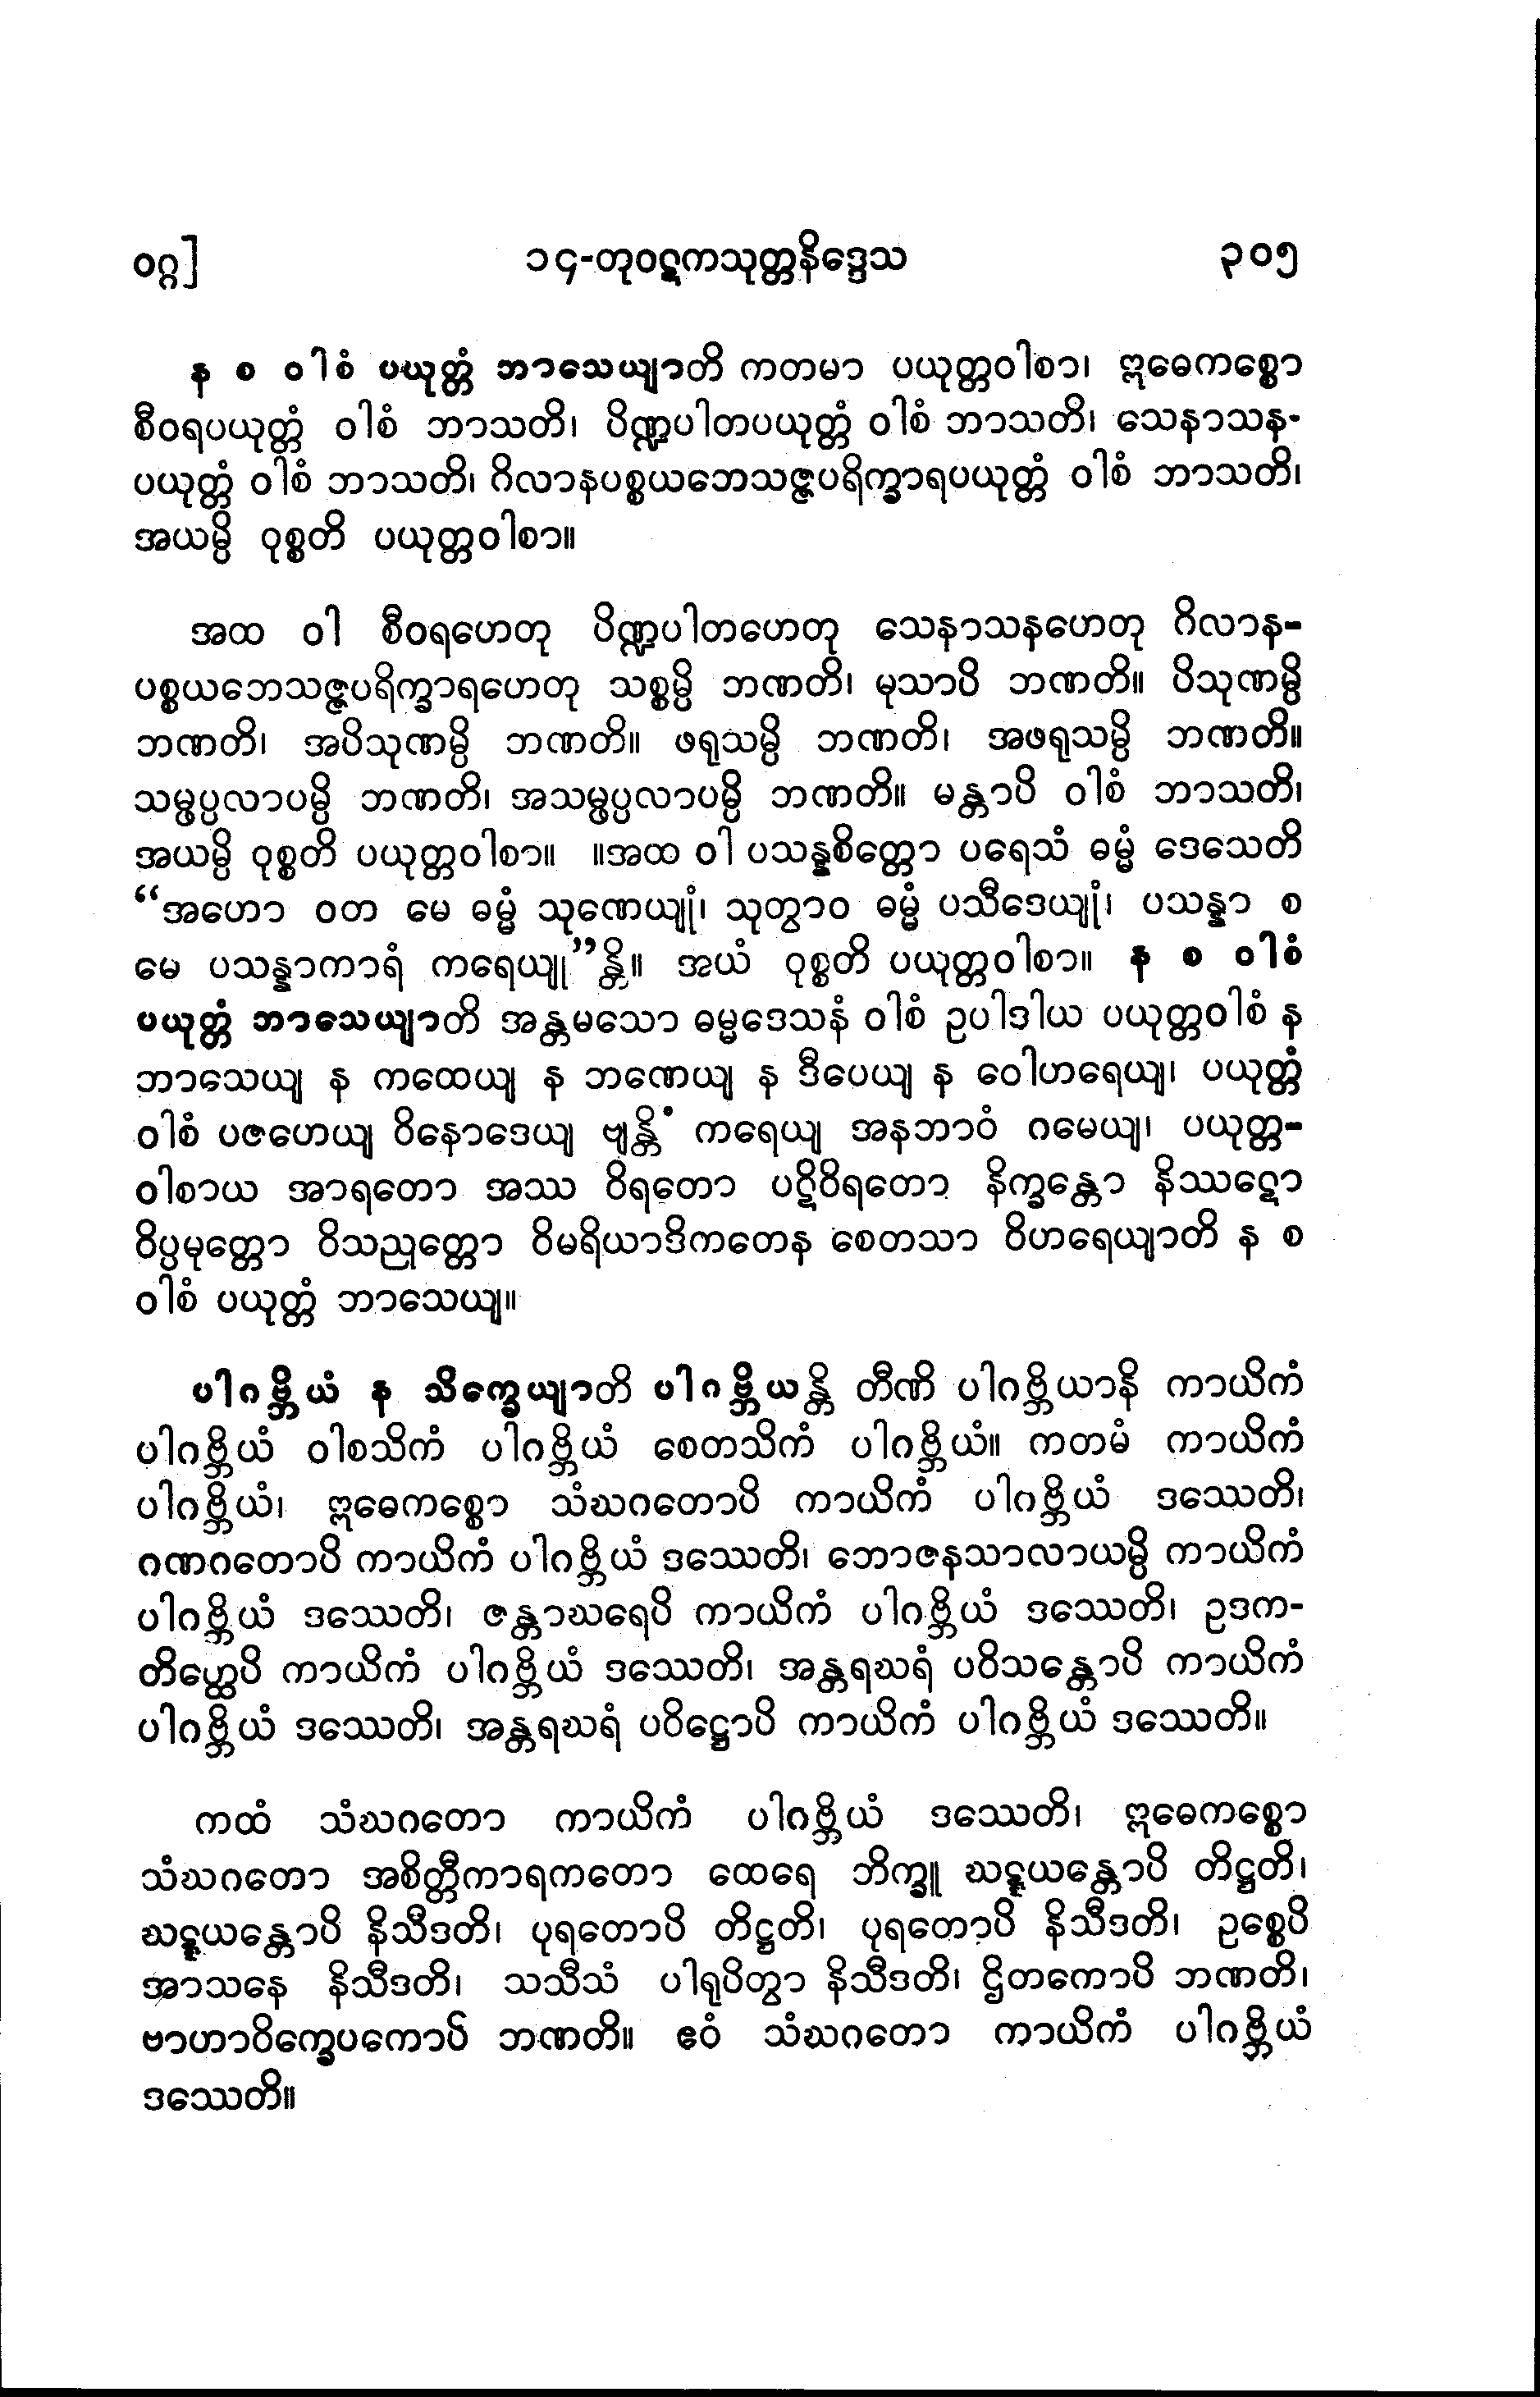 ဝဂ္ဂ]
၁၄-တုဝဋ္ဋကသုတ္တနိဒ္ဒေသ
၃၀၅
န စ ဝါစံ ပယုတ္တံ ဘာသေယျာတိ ကတမာ ပယုတ္တဝါစာ၊ ဣဓေကစ္စော
စီဝရပယုတ္တံ ဝါစံ ဘာသတိ၊ ပိဏ္ဍပါတပယုတ္တံ ဝါစံ ဘာသတိ၊ သေနာသန-
ပယုတ္တံ ဝါစံ ဘာသတိ၊ ဂိလာနပစ္စယဘေသဇ္ဇပရိက္ခာရပယုတ္တံ ဝါစံ ဘာသတိ၊
အယမ္ပိ ဝုစ္စတိ ပယုတ္တဝါစာ။
အထ ဝါ စီဝရဟေတု ပိဏ္ဍပါတဟေတု သေနာသနဟေတု ဂိလာန-
ပစ္စယဘေသဇ္ဇပရိက္ခာရဟေတု သစ္စမ္ပိ ဘဏတိ၊ မုသာပိ ဘဏတိ။ ပိသုဏမ္ပိ
ဘဏတိ၊ အပိသုဏမ္ပိ ဘဏတိ။ ဖရုသမ္ပိ ဘဏတိ၊ အဖရုသမ္ပိ ဘဏတိ။
သမ္ဖပ္ပလာပမ္ပိ ဘဏတိ၊ အသမ္ဖပ္ပလာပမ္ပိ ဘဏတိ။ မန္တာပိ ဝါစံ ဘာသတိ၊
အယမ္ပိ ဝုစ္စတိ ပယုတ္တဝါစာ။ ။အထ ဝါ ပသန္နစိတ္တော ပရေသံ ဓမ္မံ ဒေသေတိ
“အဟော ဝတ မေ ဓမ္မံ သုဏေယျုံ၊ သုတွာဝ ဓမ္မံ ပသီဒေယျုံ၊ ပသန္နာ စ
မေ ပသန္နာကာရံ ကရေယျု”န္တိ။ အယံ ဝုစ္စတိ ပယုတ္တဝါစာ။ န စ ဝါစံ
ပယုတ္တံ ဘာသေယျာတိ အန္တမသော ဓမ္မဒေသနံ ဝါစံ ဥပါဒါယ ပယုတ္တဝါစံ န
ဘာသေယျ န ကထေယျ န ဘဏေယျ န ဒီပေယျ န ဝေါဟရေယျ၊ ပယုတ္တံ
ဝါစံ ပဇဟေယျ ဝိနောဒေယျ ဗျန္တိံ ကရေယျ အနဘာဝံ ဂမေယျ၊ ပယုတ္တ-
ဝါစာယ အာရတော အဿ ဝိရတော ပဋိဝိရတော နိက္ခန္တော နိဿဋော
ဝိပ္ပမုတ္တော ဝိသညုတ္တော ဝိမရိယာဒိကတေန စေတသာ ဝိဟရေယျာတိ န စ
ဝါစံ ပယုတ္တံ ဘာသေယျ။
ပါဂဗ္ဘိယံ န သိက္ခေယျာတိ ပါဂဗ္ဘိယန္တိ တီဏိ ပါဂဗ္ဘိယာနိ ကာယိကံ
ပါဂဗ္ဘိယံ ဝါစသိကံ ပါဂဗ္ဘိယံ စေတသိကံ ပါဂဗ္ဘိယံ။ ကတမံ ကာယိကံ
ပါဂဗ္ဘိယံ၊ ဣဓေကစ္စော သံဃဂတောပိ ကာယိကံ ပါဂဗ္ဘိယံ ဒဿေတိ၊
ဂဏဂတောပိ ကာယိကံ ပါဂဗ္ဘိယံ ဒဿေတိ၊ ဘောဇနသာလာယမ္ပိ ကာယိကံ
ပါဂဗ္ဘိယံ ဒဿေတိ၊ ဇန္တာဃရေပိ ကာယိကံ ပါဂဗ္ဘိယံ ဒဿေတိ၊ ဥဒက-
တိတ္ထေပိ ကာယိကံ ပါဂဗ္ဘိယံ ဒဿေတိ၊ အန္တရဃရံ ပဝိသန္တောပိ ကာယိကံ
ပါဂဗ္ဘိယံ ဒဿေတိ၊ အန္တရဃရံ ပဝိဋ္ဌောပိ ကာယိကံ ပါဂဗ္ဘိယံ ဒဿေတိ။
ကထံ သံဃဂတော ကာယိကံ ပါဂဗ္ဘိယံ ဒဿေတိ၊ ဣဓေကစ္စော
သံဃဂတော အစိတ္တီကာရကတော ထေရေ ဘိက္ခူ ဃဋ္ဋယန္တောပိ တိဋ္ဌတိ၊
ဃဋ္ဋယန္တောပိ နိသီဒတိ၊ ပုရတောပိ တိဋ္ဌတိ၊ ပုရတောပိ နိသီဒတိ၊ ဥစ္စေပိ
အာသနေ နိသီဒတိ၊ သသီသံ ပါရုပိတွာ နိသီဒတိ၊ ဌိတကောပိ ဘဏတိ၊
ဗာဟာဝိက္ခေပကောပိ ဘဏတိ။ ဧဝံ သံဃဂတော ကာယိကံ ပါဂဗ္ဘိယံ
ဒဿေတိ။